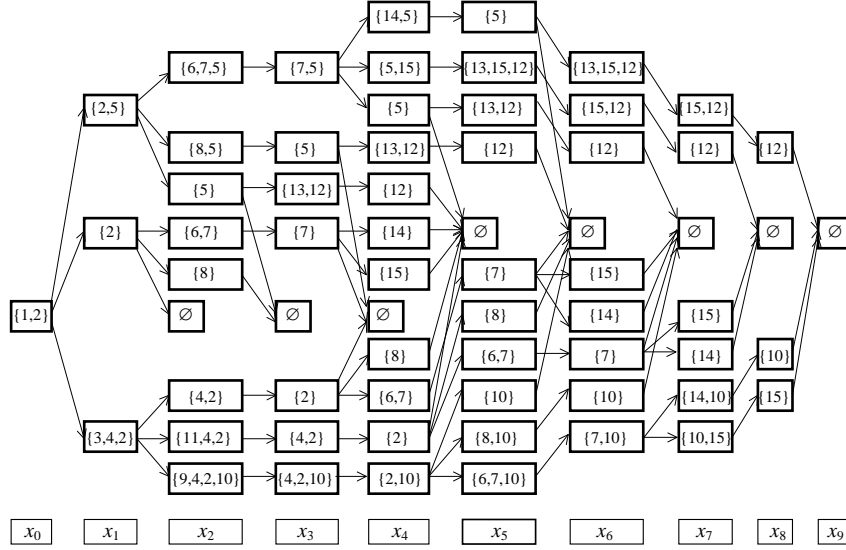 {14,5} {5}
{6,7,5} {7,5} {5,15} {13,15,12} {13,15,12}
{2,5} {5} {13,12} {15,12} {15,12}
{8,5} {5} {13,12} {12} {12} {12} {12}
{5} {13,12} {12}
{2} {6,7} {7} {14} ∅ ∅ ∅ ∅ ∅
{8} {15} {7} {15}
{1,2} ∅ ∅ ∅ {8} {14} {15}
{8} {6,7} {7} {14} {10}
{4,2} {2} {6,7} {10} {10} {14,10} {15}
{3,4,2} {11,4,2} {4,2} {2} {8,10} {7,10} {10,15}
{9,4,2,10} {4,2,10} {2,10} {6,7,10}
x0 x1 x2 x3 x4 x5 x6 x7 x8 x9